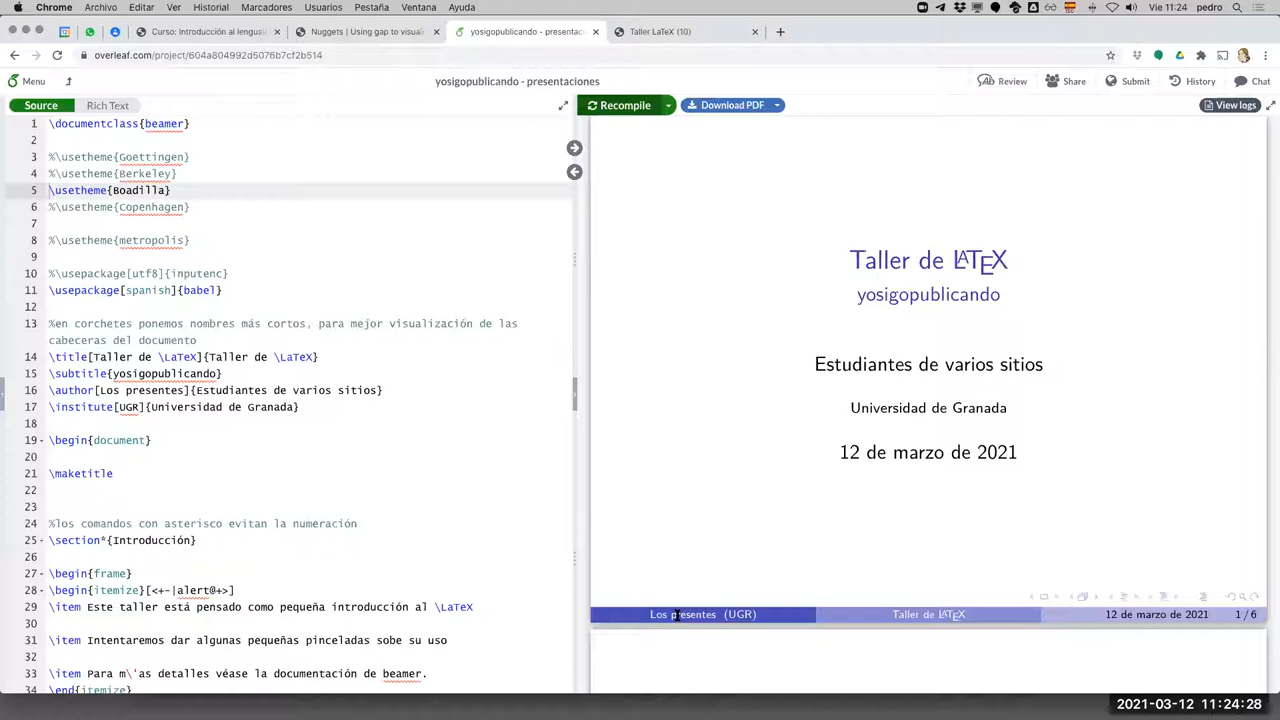 Chrome Archivo Editar Ver Historial Marcadores Usuarios Pestaña Ventana Ayuda Vie 11:24 pedro
Curso: Introducción al lengua Nuggets | Using gap to visual yosigopublicando - presentacio Taller LaTeX (10)
overleaf.com/project/604a804992d5076b7cf2b514
Menu yosigopublicando - presentaciones Review Share Submit History Chat
Source Rich Text Recompile Download PDF View logs
1 \documentclass{beamer}
2
3 %\usetheme{Goettingen}
4 %\usetheme{Berkeley}
5 \usetheme{Boadilla}
6 %\usetheme{Copenhagen}
7
8 %\usetheme{metropolis}
9
10 %\usepackage[utf8]{inputenc}
11 \usepackage[spanish]{babel}
12
13 %en corchetes ponemos nombres más cortos, para mejor visualización de las
cabeceras del documento
14 \title[Taller de \LaTeX]{Taller de \LaTeX}
15 \subtitle{yosigopublicando}
16 \author[Los presentes]{Estudiantes de varios sitios}
17 \institute[UGR]{Universidad de Granada}
18
19 \begin{document}
20
21 \maketitle
22
23
24 %los comandos con asterisco evitan la numeración
25 \section*{Introducción}
26
27 \begin{frame}
28 \begin{itemize}[<+-|alert@+>]
29 \item Este taller está pensado como pequeña introducción al \LaTeX
30
31 \item Intentaremos dar algunas pequeñas pinceladas sobe su uso
32
33 \item Para m\'as detalles véase la documentación de beamer.
34 \end{itemize}
Taller de LATEX
yosigopublicando
Estudiantes de varios sitios
Universidad de Granada
12 de marzo de 2021
Los presentes (UGR) Taller de LATEX 12 de marzo de 2021 1 / 6
2021-03-12 11:24:28